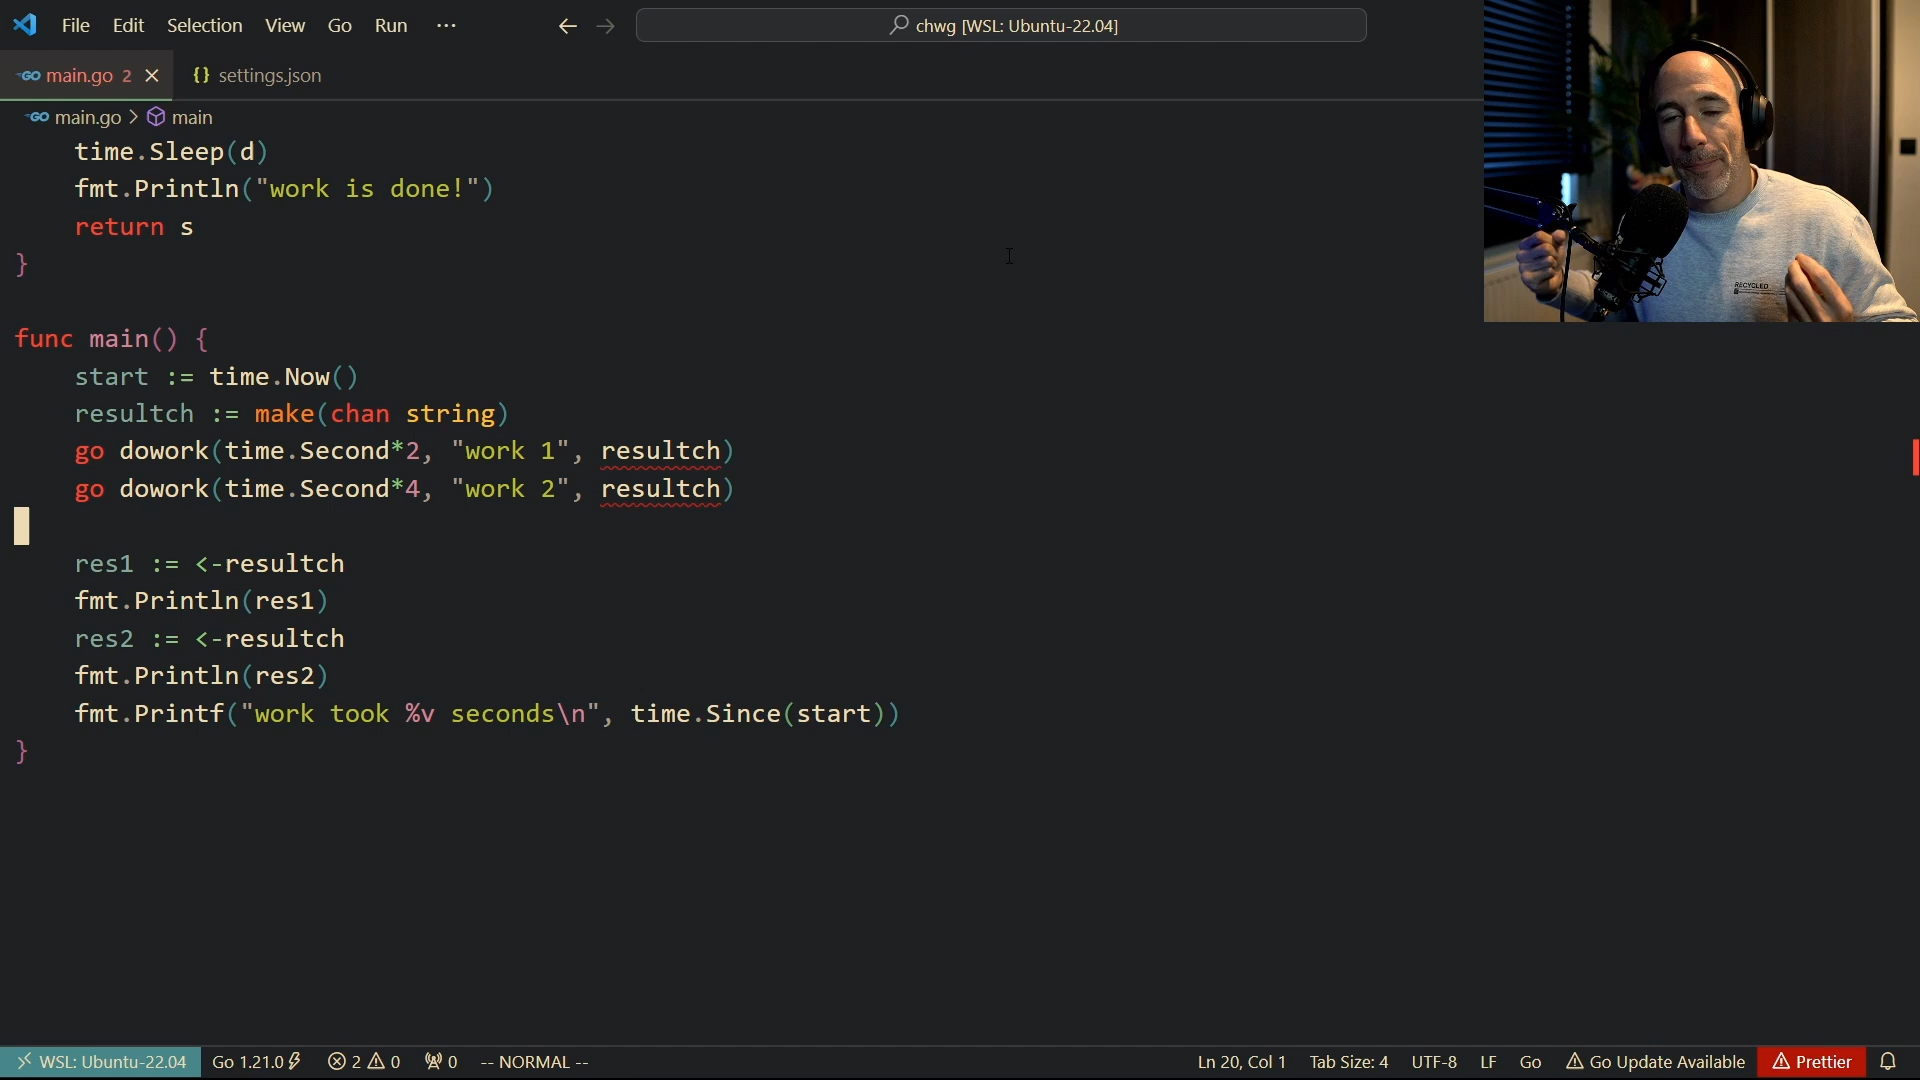 File Edit Selection View Go Run ··· chwg [WSL: Ubuntu-22.04]
GO main.go 2 {} settings.json
GO main.go > main
time.Sleep(d)
fmt.Println("work is done!")
return s
}
func main() {
start := time.Now()
resultch := make(chan string)
go dowork(time.Second*2, "work 1", resultch)
go dowork(time.Second*4, "work 2", resultch)
res1 := <-resultch
fmt.Println(res1)
res2 := <-resultch
fmt.Println(res2)
fmt.Printf("work took %v seconds\n", time.Since(start))
}
RECYCLED
WSL: Ubuntu-22.04 Go 1.21.0 2 0 0 -- NORMAL -- Ln 20, Col 1 Tab Size: 4 UTF-8 LF Go Go Update Available Prettier